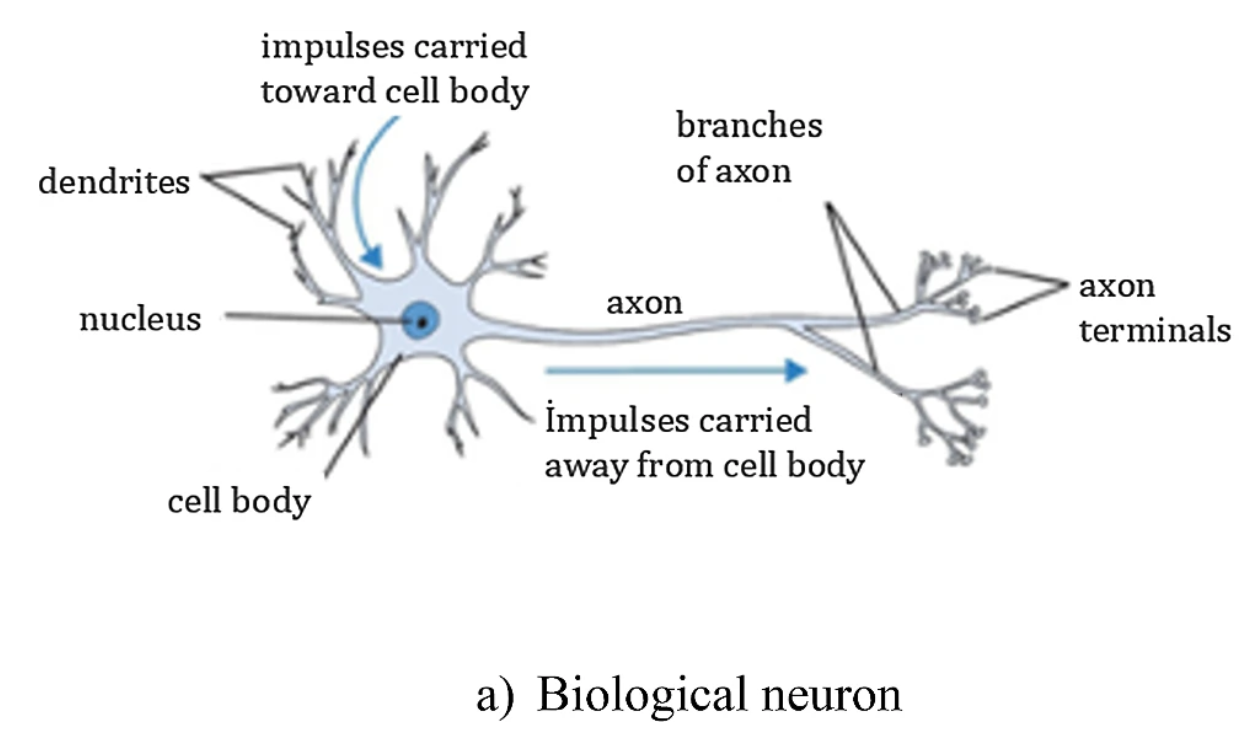 impulses carried
toward cell body
branches
of axon
dendrites
axon
terminals
axon
nucleus
İmpulses carried
away from cell body
cell body
a) Biological neuron